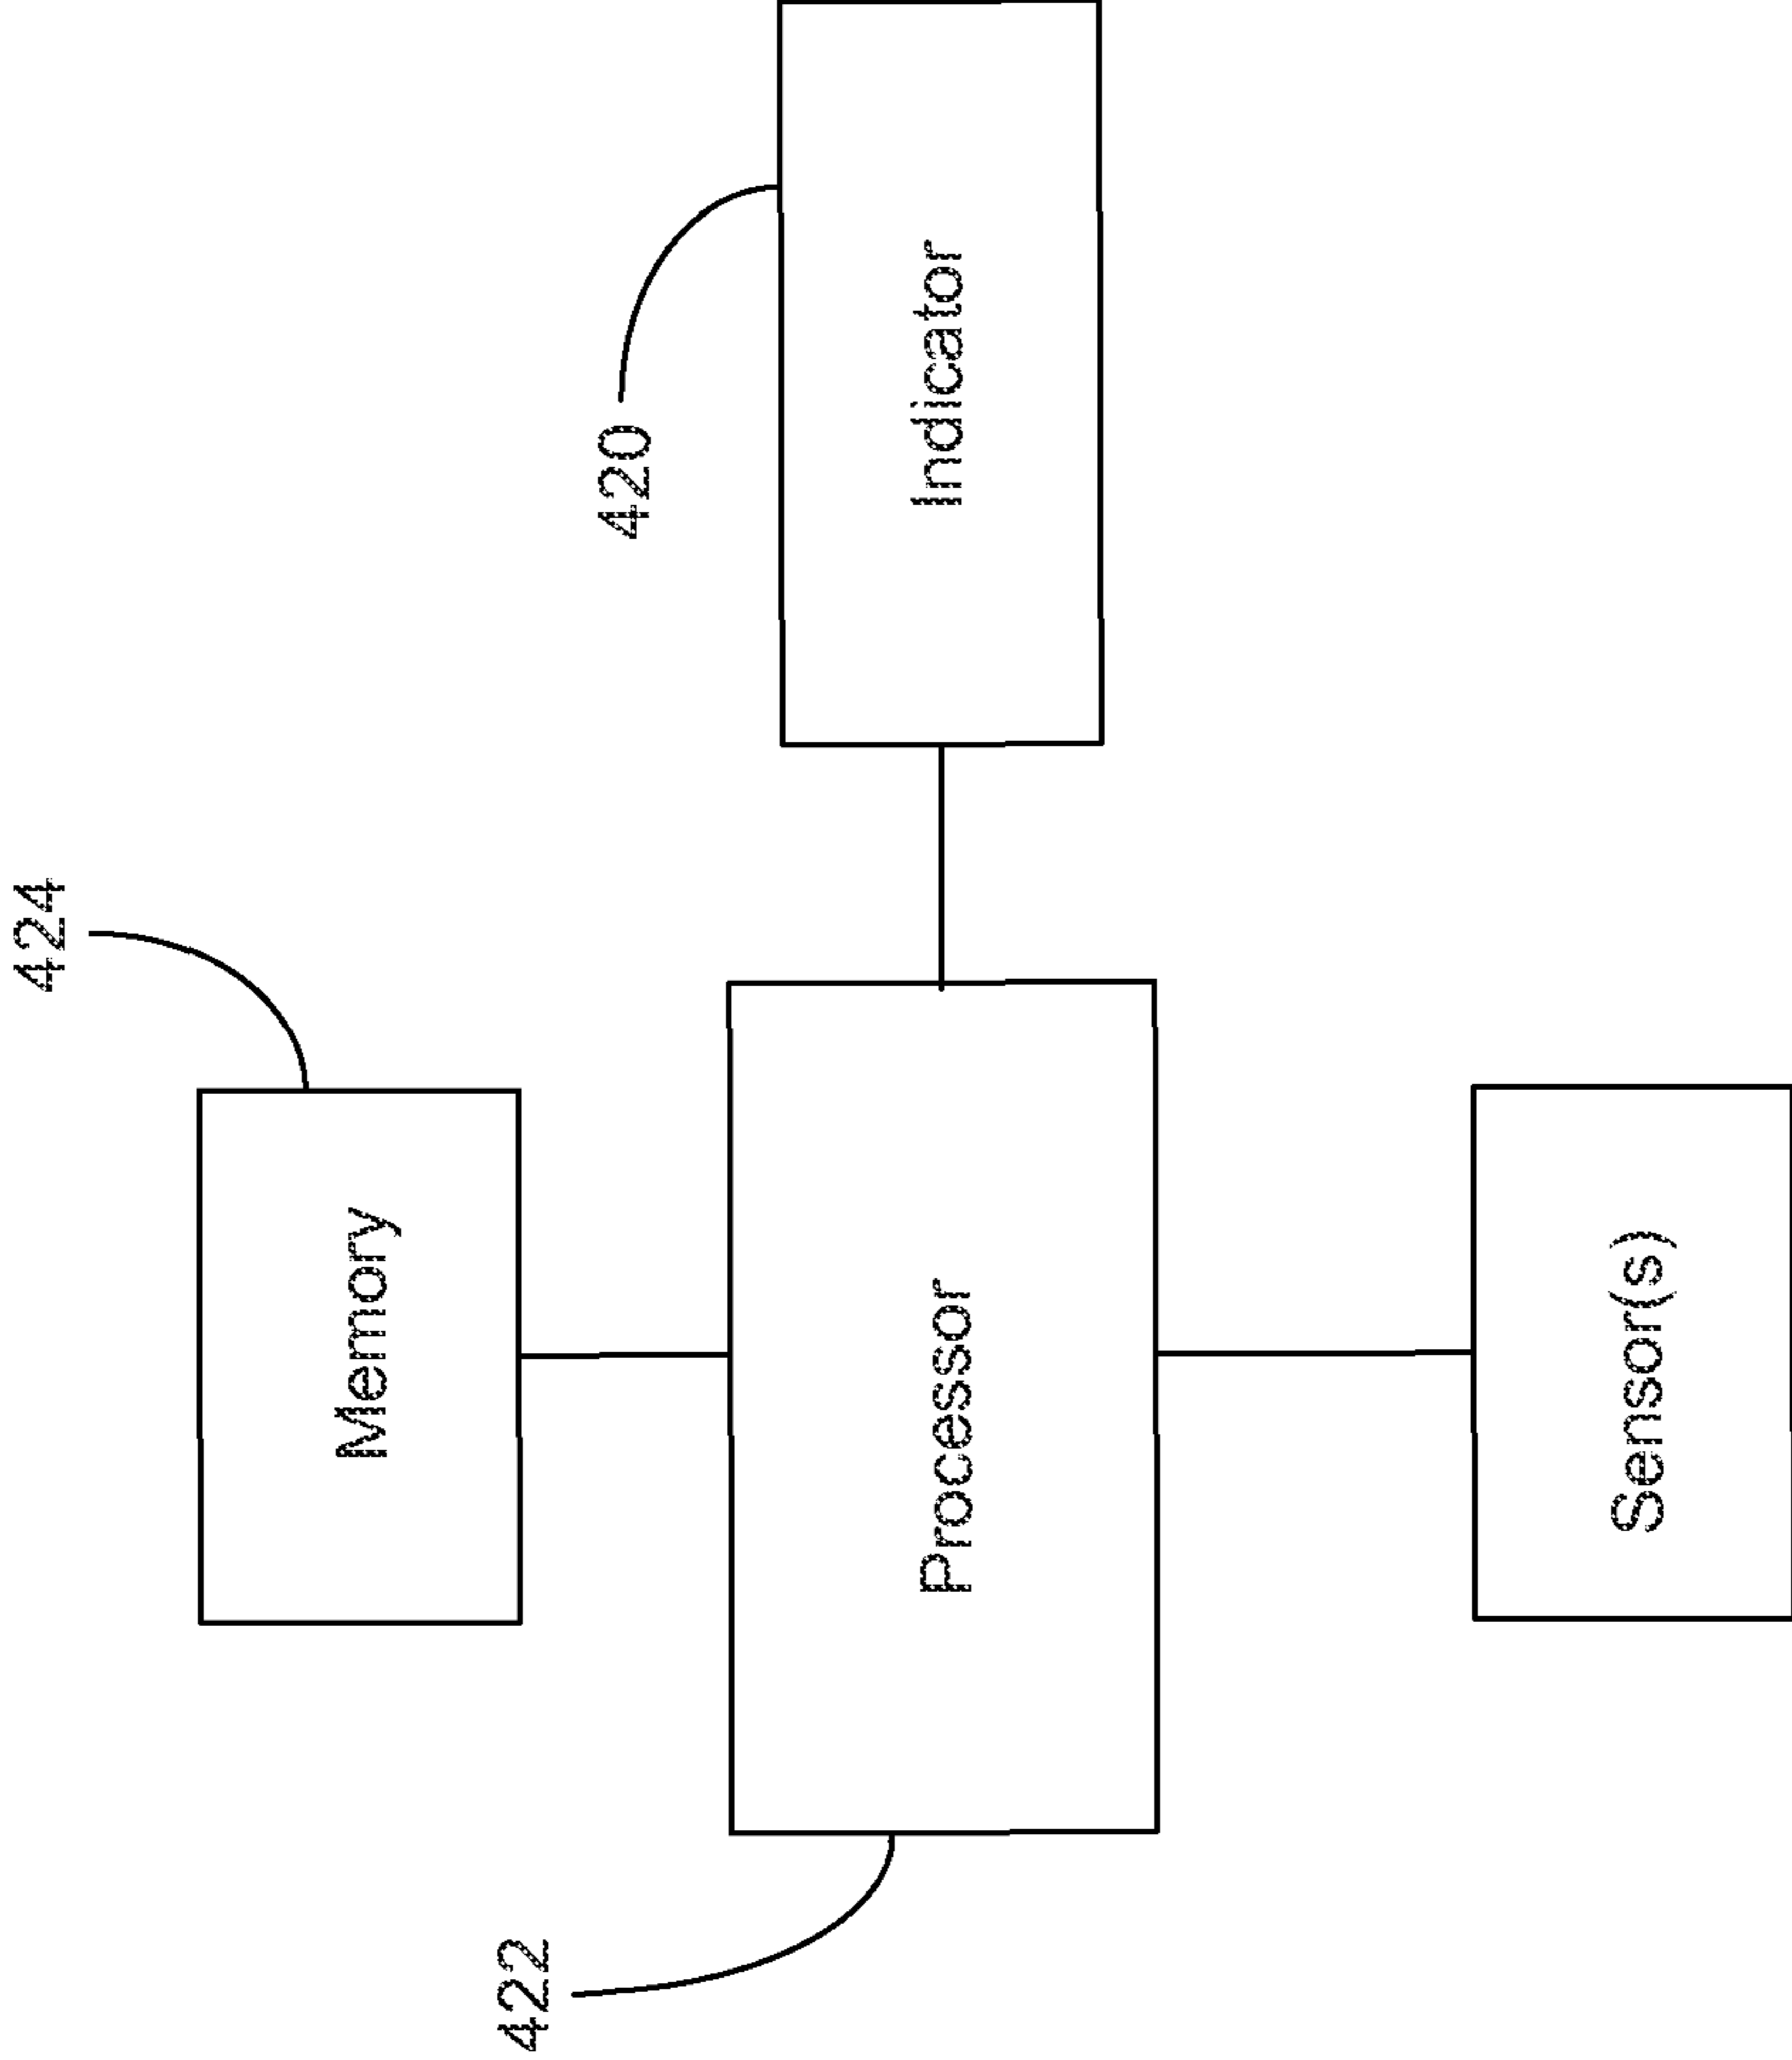 424
Memory
420
422
Processor
Indicator
Sensor(s)